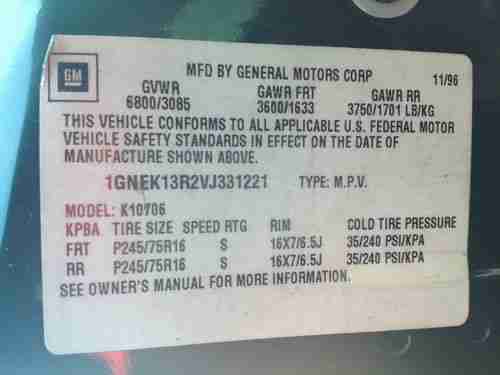 GM
MFD BY GENERAL MOTORS CORP 11/96
GVWR GAWR FRT GAWR RR
6800/3085 3600/1633 3750/1701 LB/KG
THIS VEHICLE CONFORMS TO ALL APPLICABLE U.S. FEDERAL MOTOR
VEHICLE SAFETY STANDARDS IN EFFECT ON THE DATE OF
MANUFACTURE SHOWN ABOVE.
1GNEK13R2VJ331221 TYPE: M.P.V.
MODEL: K10706
KPBA TIRE SIZE SPEED RTG RIM COLD TIRE PRESSURE
FRT P245/75R16 S 16X7/6.5J 35/240 PSI/KPA
RR P245/75R16 S 16X7/6.5J 35/240 PSI/KPA
SEE OWNER'S MANUAL FOR MORE INFORMATION.